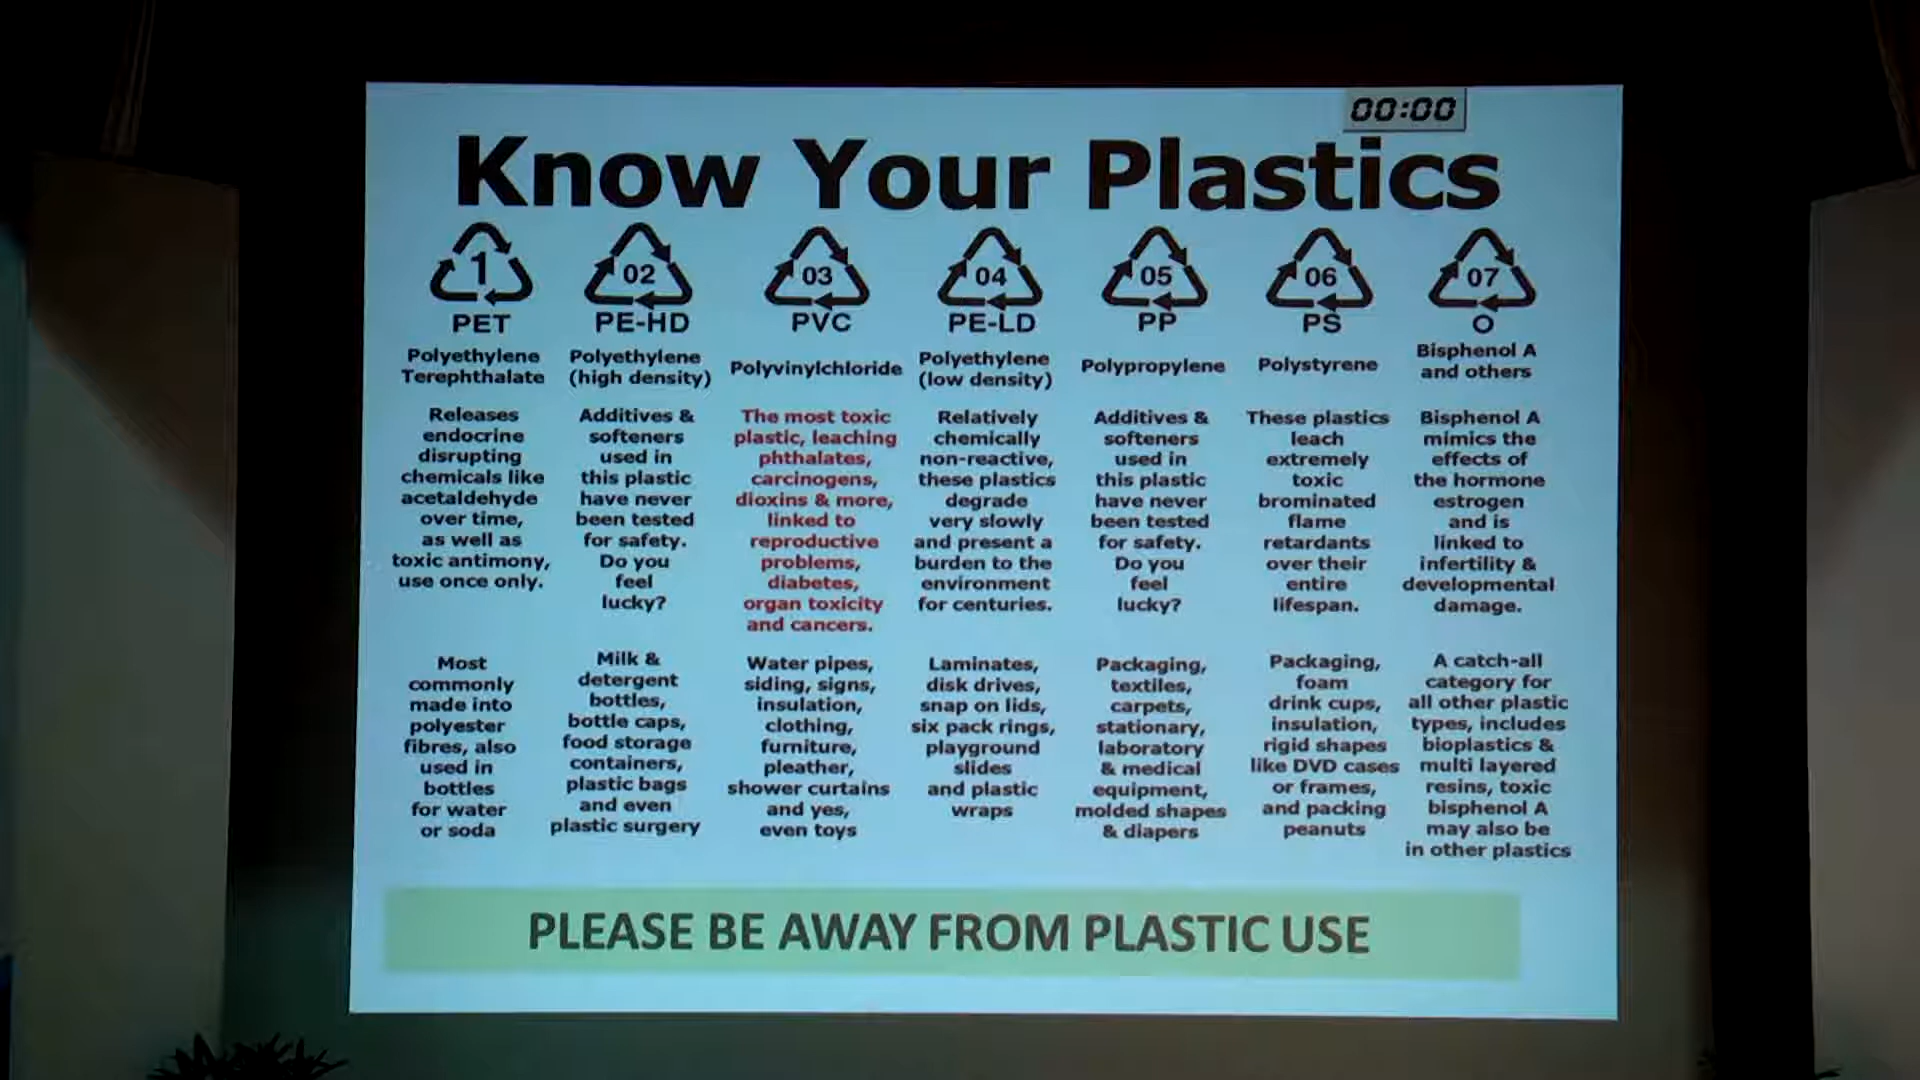 00:00
Know Your Plastics
1
PET
Polyethylene
Terephthalate
Releases
endocrine
disrupting
chemicals like
acetaldehyde
over time,
as well as
toxic antimony,
use once only.
Most
commonly
made into
polyester
fibres, also
used in
bottles
for water
or soda
02
PE-HD
Polyethylene
(high density)
Additives &
softeners
used in
this plastic
have never
been tested
for safety.
Do you
feel
lucky?
Milk &
detergent
bottles,
bottle caps,
food storage
containers,
plastic bags
and even
plastic surgery
03
PVC
Polyvinylchloride
The most toxic
plastic, leaching
phthalates,
carcinogens,
dioxins & more,
linked to
reproductive
problems,
diabetes,
organ toxicity
and cancers.
Water pipes,
siding, signs,
insulation,
clothing,
furniture,
pleather,
shower curtains
and yes,
even toys
04
PE-LD
Polyethylene
(low density)
Relatively
chemically
non-reactive,
these plastics
degrade
very slowly
and present a
burden to the
environment
for centuries.
Laminates,
disk drives,
snap on lids,
six pack rings,
playground
slides
and plastic
wraps
05
PP
Polypropylene
Additives &
softeners
used in
this plastic
have never
been tested
for safety.
Do you
feel
lucky?
Packaging,
textiles,
carpets,
stationary,
laboratory
& medical
equipment,
molded shapes
& diapers
06
PS
Polystyrene
These plastics
leach
extremely
toxic
brominated
flame
retardants
over their
entire
lifespan.
Packaging,
foam
drink cups,
insulation,
rigid shapes
like DVD cases
or frames,
and packing
peanuts
07
O
Bisphenol A
and others
Bisphenol A
mimics the
effects of
the hormone
estrogen
and is
linked to
infertility &
developmental
damage.
A catch-all
category for
all other plastic
types, includes
bioplastics &
multi layered
resins, toxic
bisphenol A
may also be
in other plastics
PLEASE BE AWAY FROM PLASTIC USE